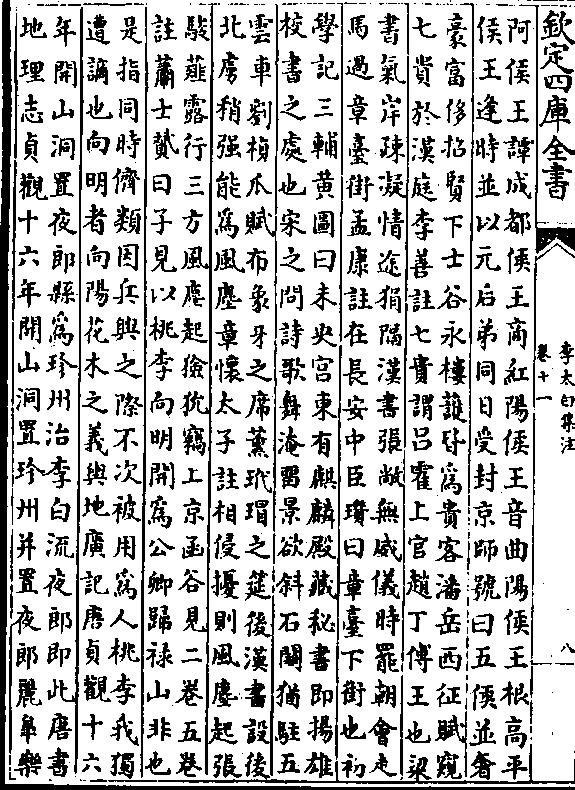 欽定四庫全書
李太白集注
卷十一
八
阿侯王譚成都侯王商紅陽侯王音曲陽侯王根高平
侯王逢時並以元后弟同日受封京師號曰五侯並奢
豪富侈招賢下士谷永樓護皆為貴客潘岳西征賦窺
七貴於漢庭李善註七貴謂吕霍上官趙丁傅王也梁
書氣岸疎凝情途狷隔漢書張敞無威儀時罷朝會走
馬過章臺街孟康註在長安中臣瓚曰章臺下街也初
學記三輔黃圖曰未央宮東有麒麟殿藏秘書即揚雄
校書之處也宋之問詩歌舞淹留景欲斜石關猶駐五
雲車劉楨瓜賦布象牙之席薰玳瑁之筵後漢書設後
北虜稍强能為風塵章懷太子註相侵擾則風塵起張
駿薤露行三方風塵起獫狁竊上京函谷見二卷五卷
註蕭士贇曰子見以桃李向明開為公卿歸祿山非也
是指同時儕類因兵興之際不次被用為人桃李我獨
遭謫也向明者向陽花木之義輿地廣記唐貞觀十六
年開山洞置夜郎縣為珍州治李白流夜郎即此唐書
地理志貞觀十六年開山洞置珍州并置夜郎麗臯樂